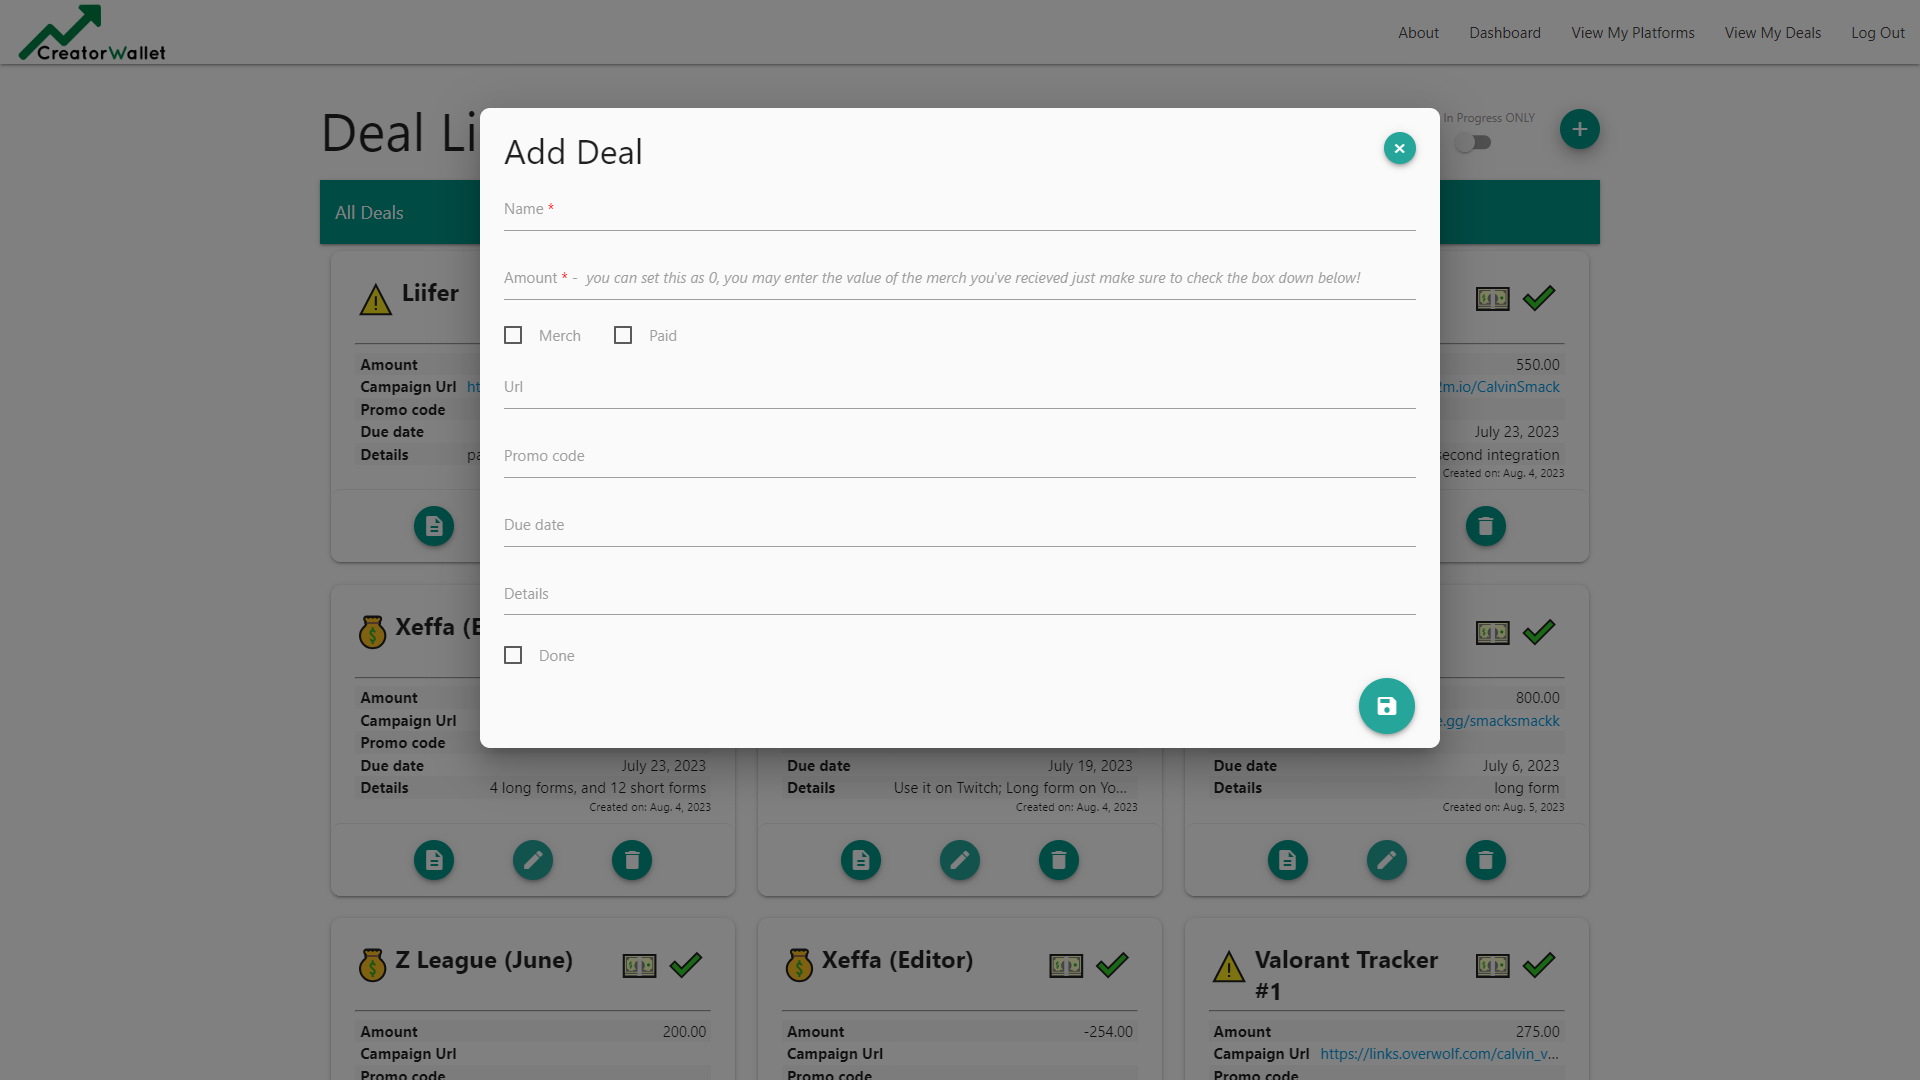 CreatorWallet
About Dashboard View My Platforms View My Deals Log Out
Deal Li
In Progress ONLY
All Deals
Add Deal
Name *
Amount * - you can set this as 0, you may enter the value of the merch you've recieved just make sure to check the box down below!
Merch Paid
Url
Promo code
Due date
Details
Done
Liifer
Amount
Campaign Url ht
Promo code
Due date
Details pa
550.00
2m.io/CalvinSmack
July 23, 2023
second integration
Created on: Aug. 4, 2023
Xeffa (E
Amount
Campaign Url
Promo code
Due date July 23, 2023
Details 4 long forms, and 12 short forms
Created on: Aug. 4, 2023
Due date July 19, 2023
Details Use it on Twitch; Long form on Yo...
Created on: Aug. 4, 2023
800.00
e.gg/smacksmackk
Due date July 6, 2023
Details long form
Created on: Aug. 5, 2023
Z League (June)
Amount 200.00
Campaign Url
Promo code
Xeffa (Editor)
Amount -254.00
Campaign Url
Promo code
Valorant Tracker
#1
Amount 275.00
Campaign Url https://links.overwolf.com/calvin_v...
Promo code